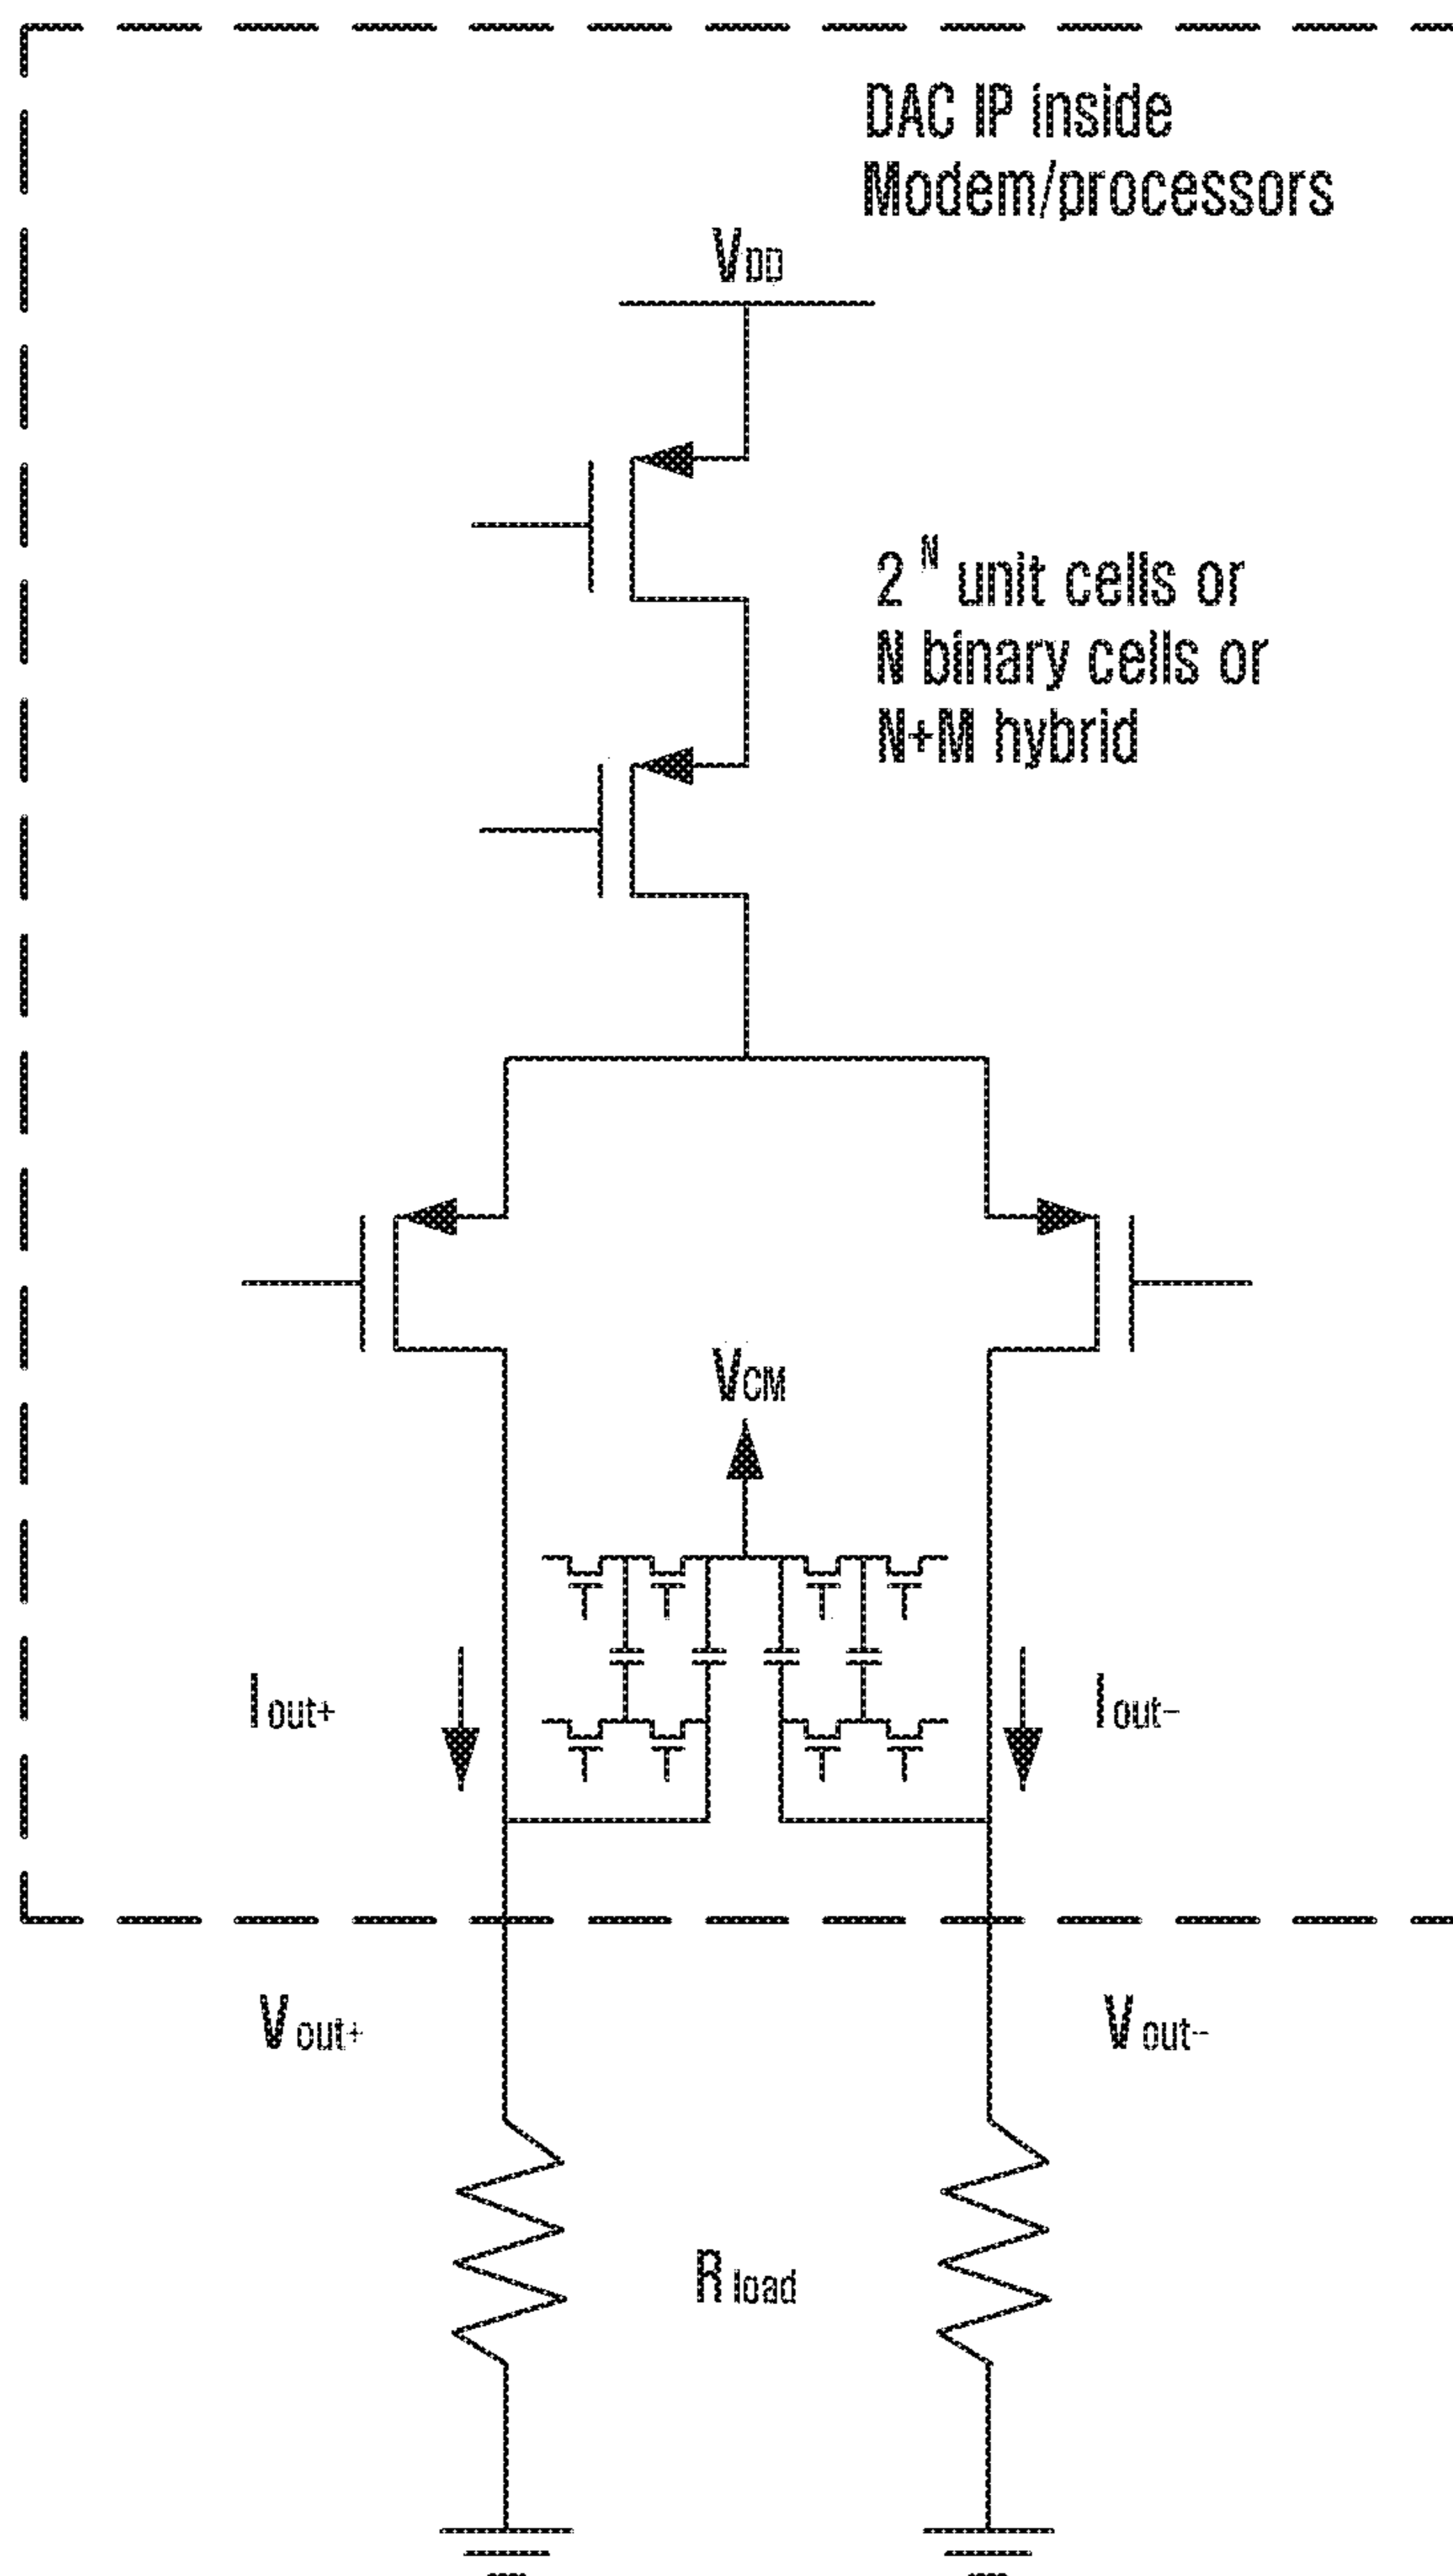 DAC IP inside
Modem/processors
VDD
2 N unit cells or
N binary cells or
N+M hybrid
VCM
Iout+
Iout-
Vout+
Vout-
Rload